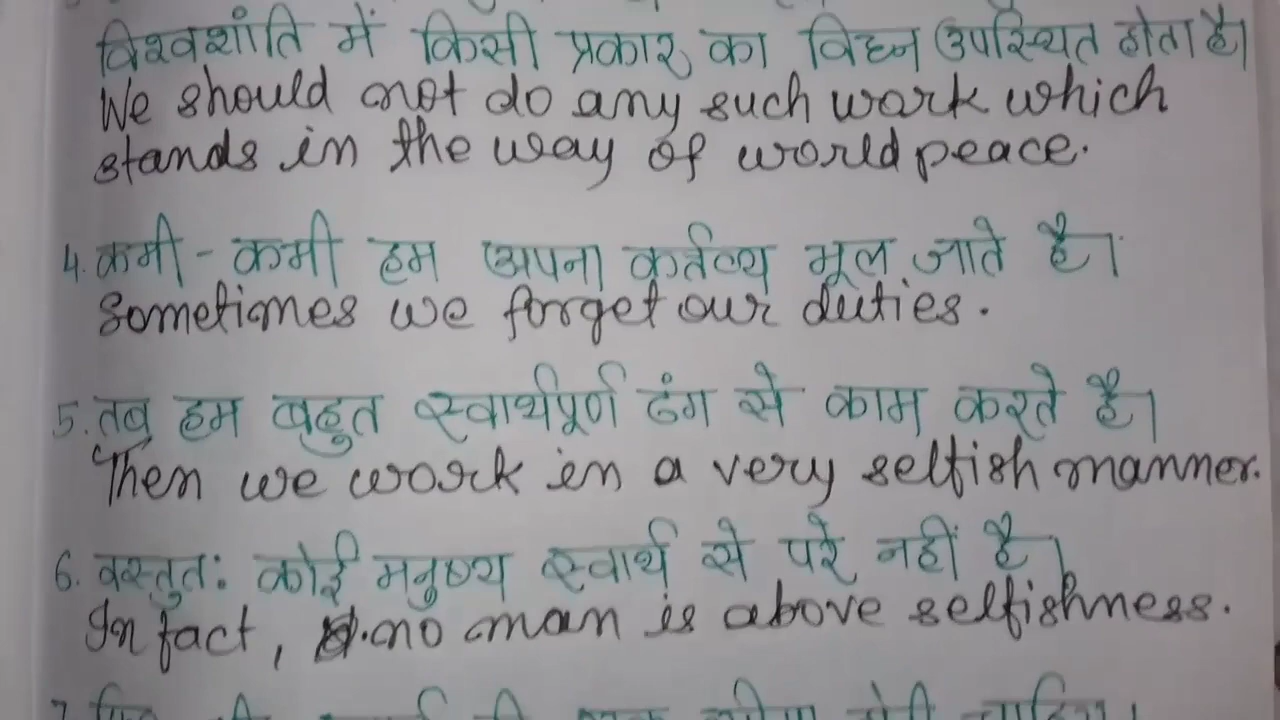 विश्वशांति में किसी प्रकार का विघ्न उपस्थित होता है।
We should not do any such work which
stands in the way of world peace.
4. कभी - कभी हम अपना कर्तव्य भूल जाते है।
Sometimes we forget our duties.
5. तब हम बहुत स्वार्थपूर्ण ढंग से काम करते है।
Then we work in a very selfish manner.
6. वस्तुतः कोई मनुष्य स्वार्थ से परे नहीं है।
In fact, no man is above selfishness.